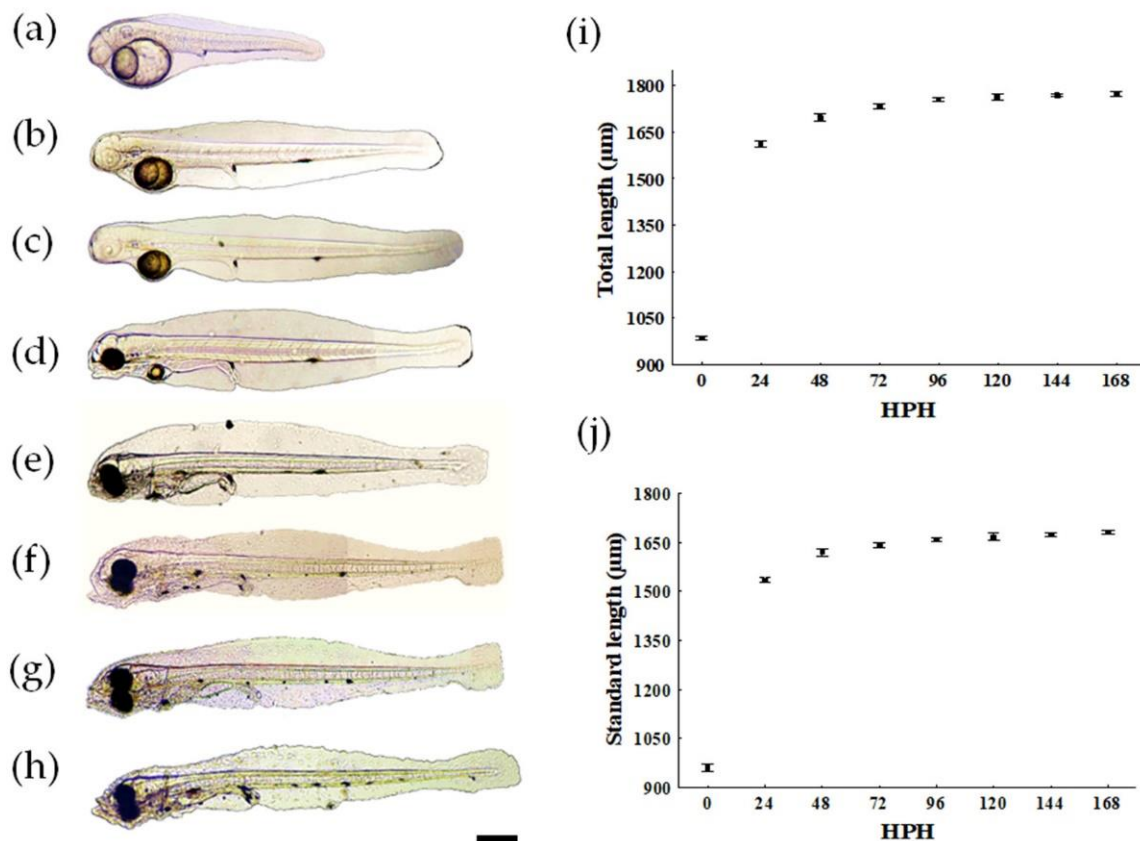 (a)
(b)
(c)
(d)
(e)
(f)
(g)
(h)
(i)
1800
1650
1500
1350
1200
1050
900
Total length (µm)
0 24 48 72 96 120 144 168
HPH
(j)
1800
1650
1500
1350
1200
1050
900
Standard length (µm)
0 24 48 72 96 120 144 168
HPH